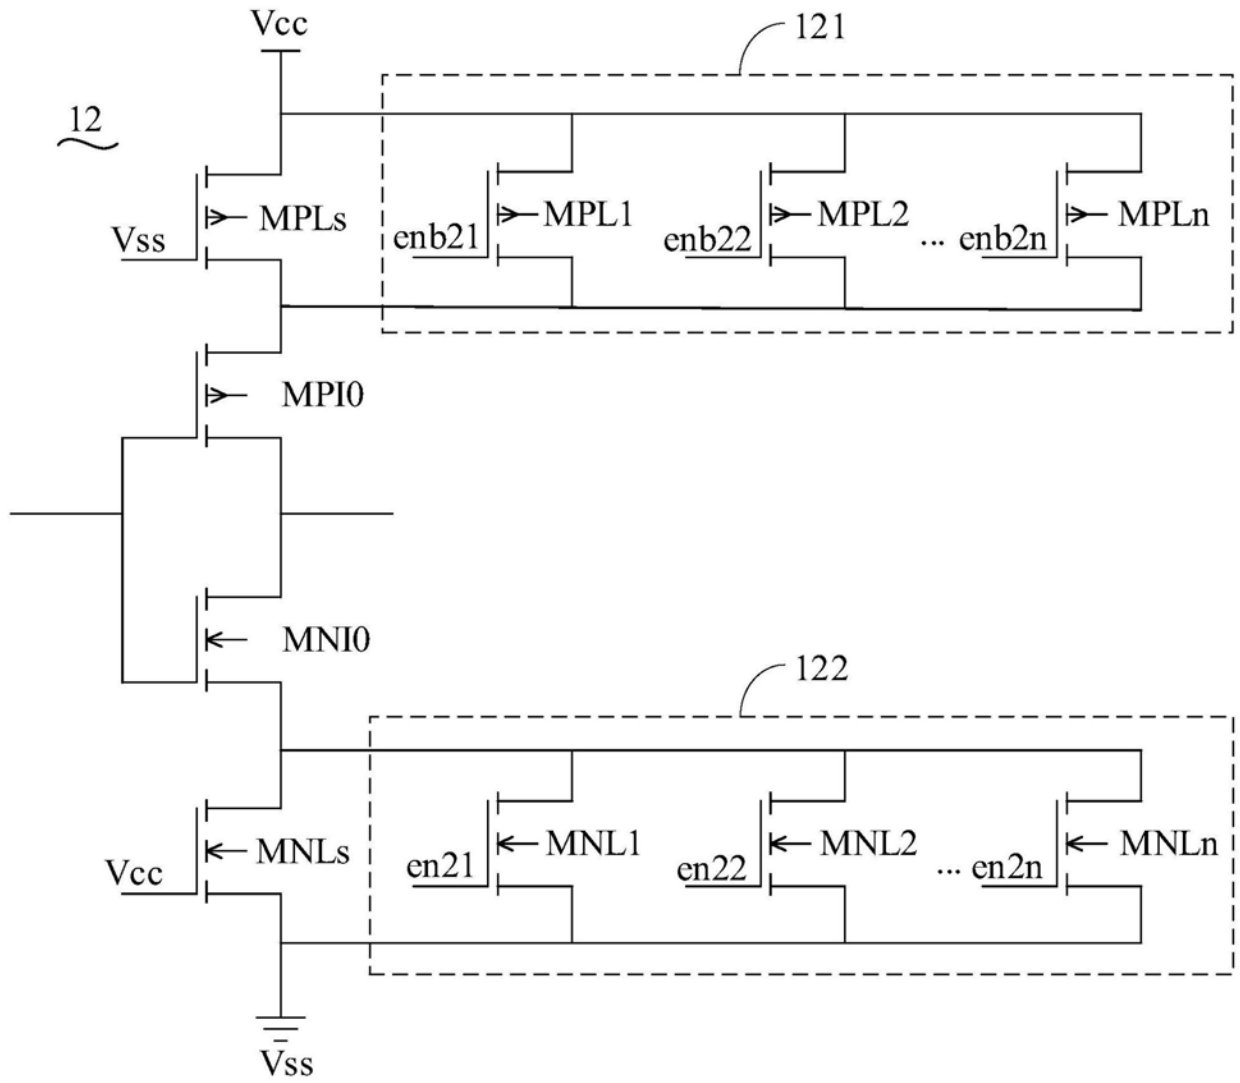 Vcc
121
12
MPLs
Vss
enb21
MPL1
enb22
MPL2
... enb2n
MPLn
MPI0
MNI0
122
Vcc
MNLs
en21
MNL1
en22
MNL2
... en2n
MNLn
Vss